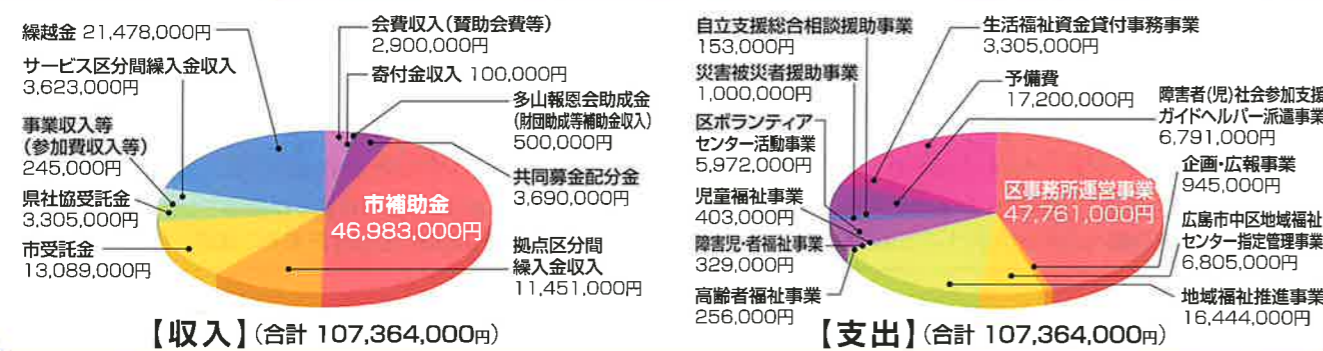 繰越金 21,478,000円
サービス区分間繰入金収入
3,623,000円
事業収入等
(参加費収入等)
245,000円
県社協受託金
3,305,000円
市受託金
13,089,000円
会費収入(賛助会費等)
2,900,000円
寄付金収入 100,000円
多山報恩会助成金
(財団助成等補助金収入)
500,000円
共同募金配分金
3,690,000円
市補助金
46,983,000円
拠点区分間
繰入金収入
11,451,000円
【収入】(合計 107,364,000円)
自立支援総合相談援助事業
153,000円
災害被災者援助事業
1,000,000円
区ボランティア
センター活動事業
5,972,000円
児童福祉事業
403,000円
障害児・者福祉事業
329,000円
高齢者福祉事業
256,000円
生活福祉資金貸付事務事業
3,305,000円
予備費
17,200,000円
障害者(児)社会参加支援
ガイドヘルパー派遣事業
6,791,000円
企画・広報事業
945,000円
区事務所運営事業
47,761,000円
広島市中区地域福祉
センター指定管理事業
6,805,000円
地域福祉推進事業
16,444,000円
【支出】(合計 107,364,000円)